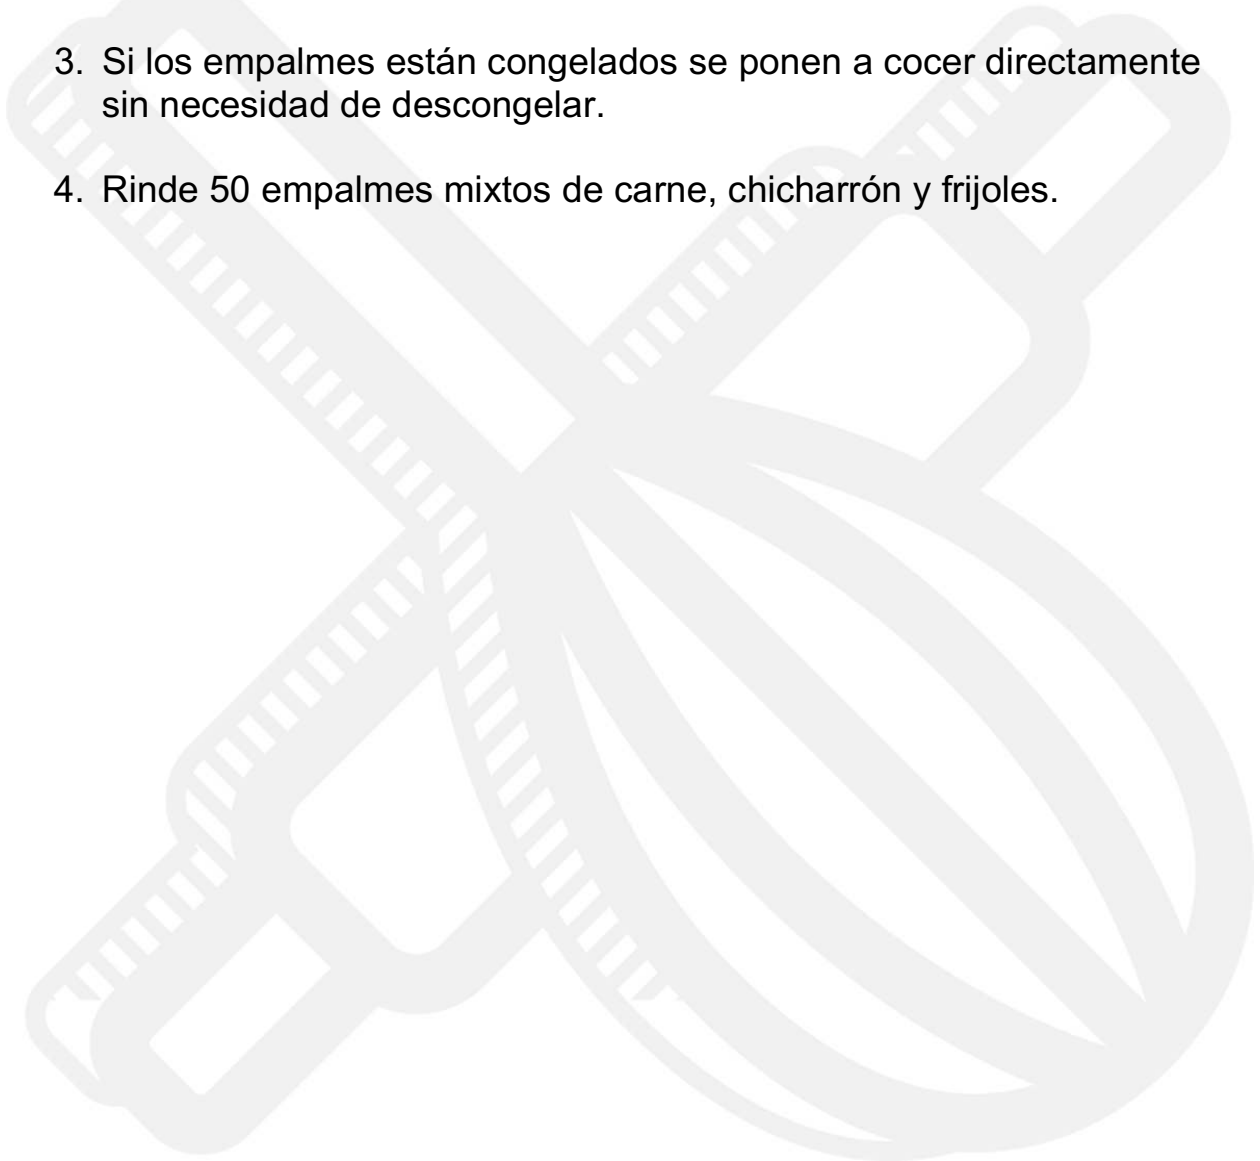 3. Si los empalmes están congelados se ponen a cocer directamente
sin necesidad de descongelar.
4. Rinde 50 empalmes mixtos de carne, chicharrón y frijoles.